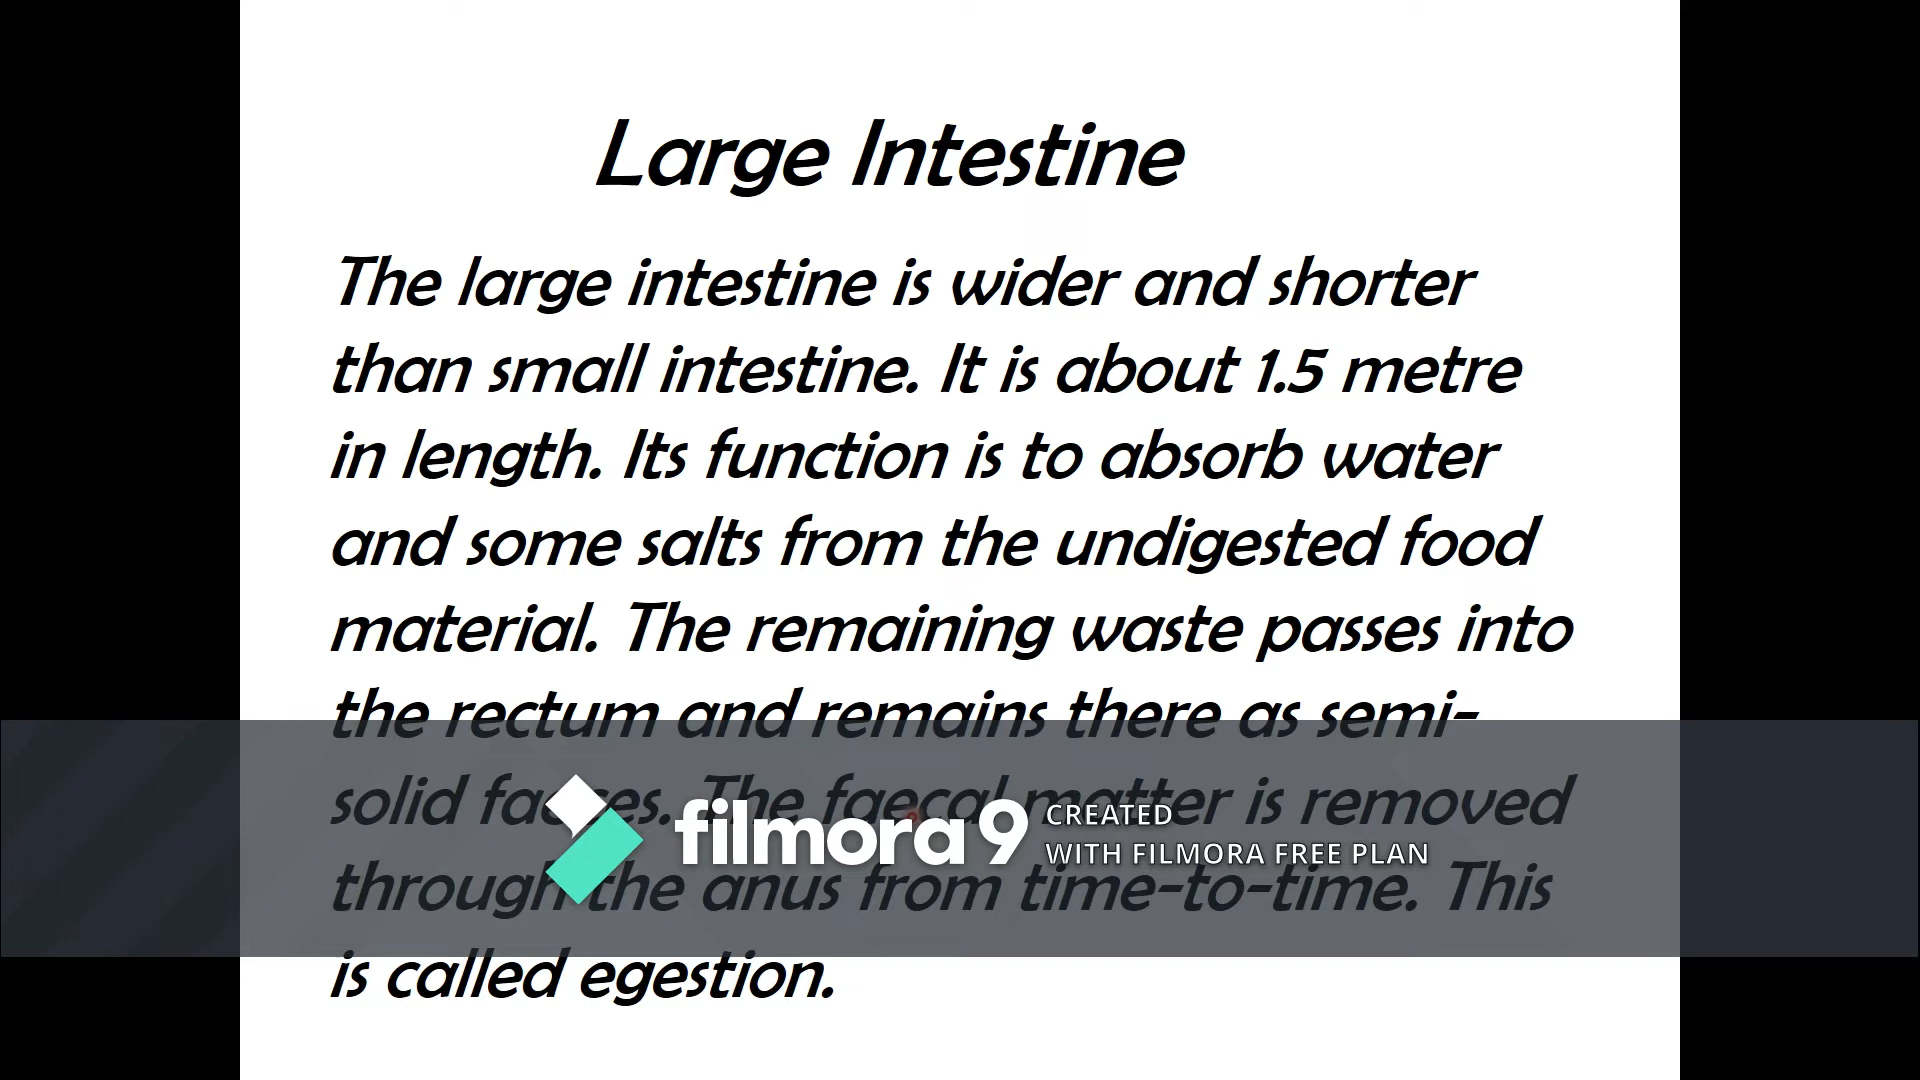 Large Intestine
The large intestine is wider and shorter
than small intestine. It is about 1.5 metre
in length. Its function is to absorb water
and some salts from the undigested food
material. The remaining waste passes into
the rectum and remains there as semi-
solid faeces. The faecal matter is removed
through the anus from time-to-time. This
is called egestion.
filmora9
CREATED
WITH FILMORA FREE PLAN